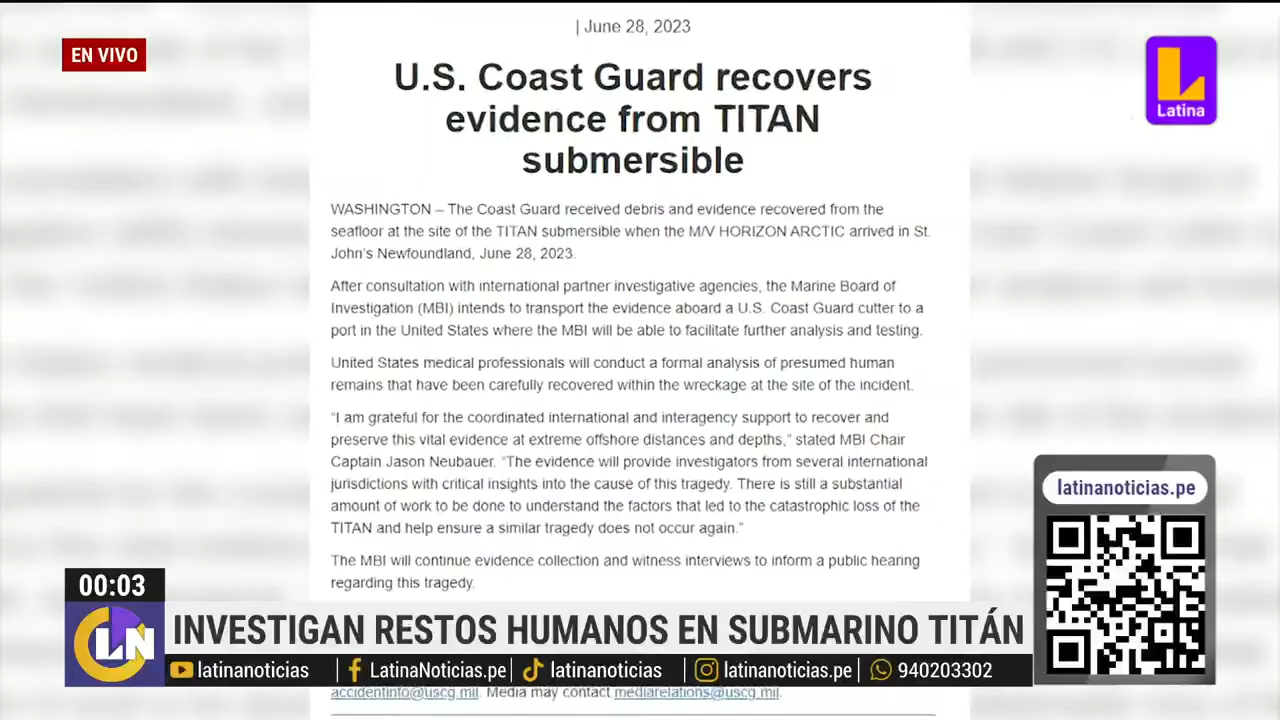 | June 28, 2023
EN VIVO
Latina
U.S. Coast Guard recovers
evidence from TITAN
submersible
WASHINGTON – The Coast Guard received debris and evidence recovered from the
seafloor at the site of the TITAN submersible when the M/V HORIZON ARCTIC arrived in St.
John's Newfoundland, June 28, 2023.
After consultation with international partner investigative agencies, the Marine Board of
Investigation (MBI) intends to transport the evidence aboard a U.S. Coast Guard cutter to a
port in the United States where the MBI will be able to facilitate further analysis and testing.
United States medical professionals will conduct a formal analysis of presumed human
remains that have been carefully recovered within the wreckage at the site of the incident.
“I am grateful for the coordinated international and interagency support to recover and
preserve this vital evidence at extreme offshore distances and depths,” stated MBI Chair
Captain Jason Neubauer. “The evidence will provide investigators from several international
jurisdictions with critical insights into the cause of this tragedy. There is still a substantial
amount of work to be done to understand the factors that led to the catastrophic loss of the
TITAN and help ensure a similar tragedy does not occur again.”
The MBI will continue evidence collection and witness interviews to inform a public hearing
regarding this tragedy.
latinanoticias.pe
00:03
LN
INVESTIGAN RESTOS HUMANOS EN SUBMARINO TITÁN
latinanoticias | LatinaNoticias.pe | latinanoticias | latinanoticias.pe | 940203302
accidentinfo@uscg.mil. Media may contact mediarelations@uscg.mil.